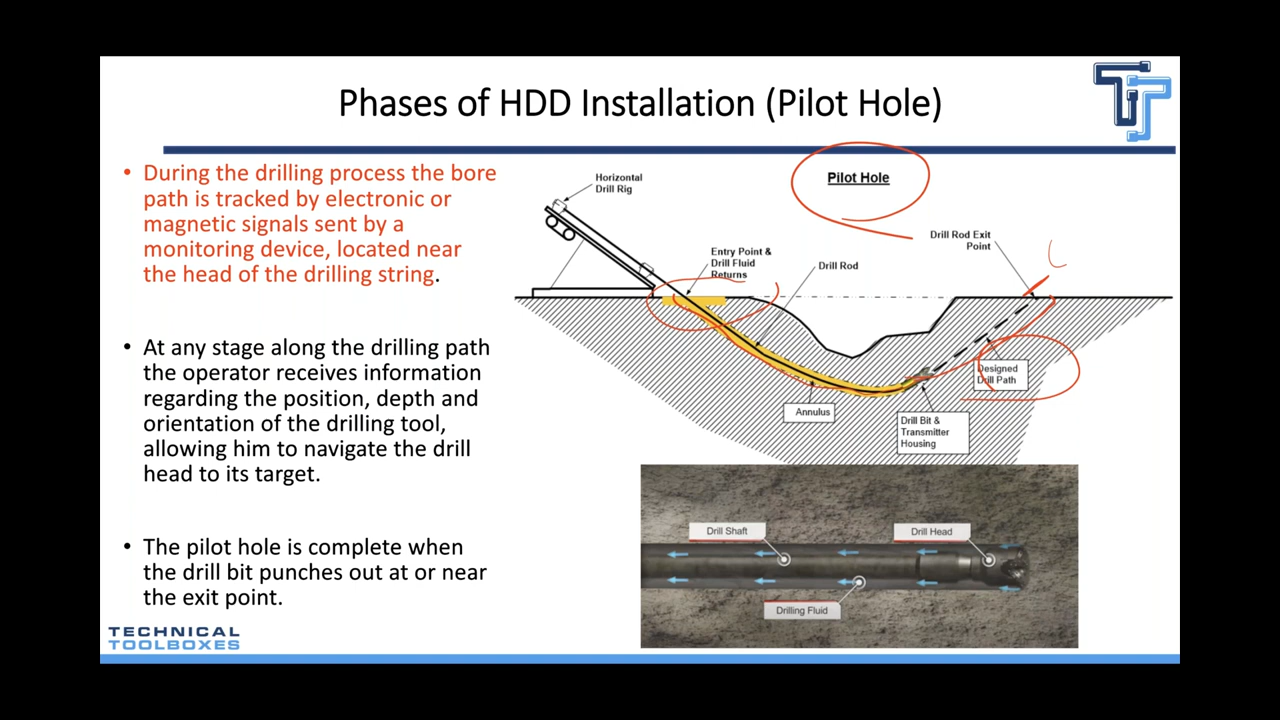 Phases of HDD Installation (Pilot Hole)
• During the drilling process the bore
path is tracked by electronic or
magnetic signals sent by a
monitoring device, located near
the head of the drilling string.
• At any stage along the drilling path
the operator receives information
regarding the position, depth and
orientation of the drilling tool,
allowing him to navigate the drill
head to its target.
• The pilot hole is complete when
the drill bit punches out at or near
the exit point.
TECHNICAL
TOOLBOXES
Pilot Hole
Horizontal
Drill Rig
Entry Point &
Drill Fluid
Returns
Drill Rod
Drill Rod Exit
Point
Annulus
Designed
Drill Path
Drill Bit &
Transmitter
Housing
Drill Shaft
Drill Head
Drilling Fluid